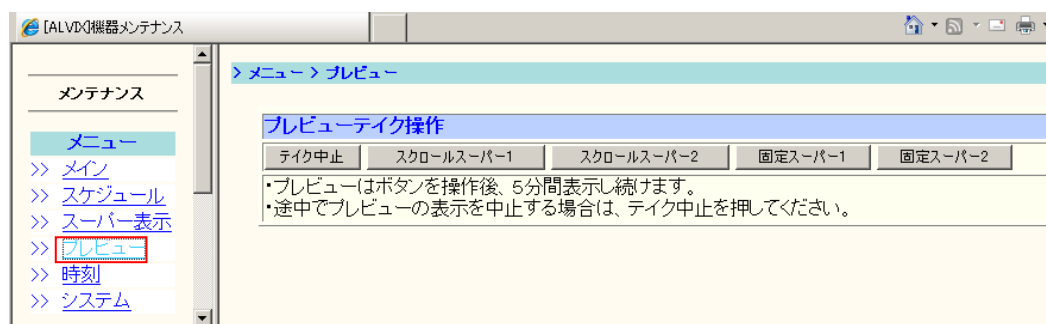 [ALVIX]機器メンテナンス
メンテナンス
メニュー
>> メイン
>> スケジュール
>> スーパー表示
>> プレビュー
>> 時刻
>> システム
> メニュー > プレビュー
プレビューテイク操作
テイク中止 スクロールスーパー1 スクロールスーパー2 固定スーパー1 固定スーパー2
・プレビューはボタンを操作後、5分間表示し続けます。
・途中でプレビューの表示を中止する場合は、テイク中止を押してください。